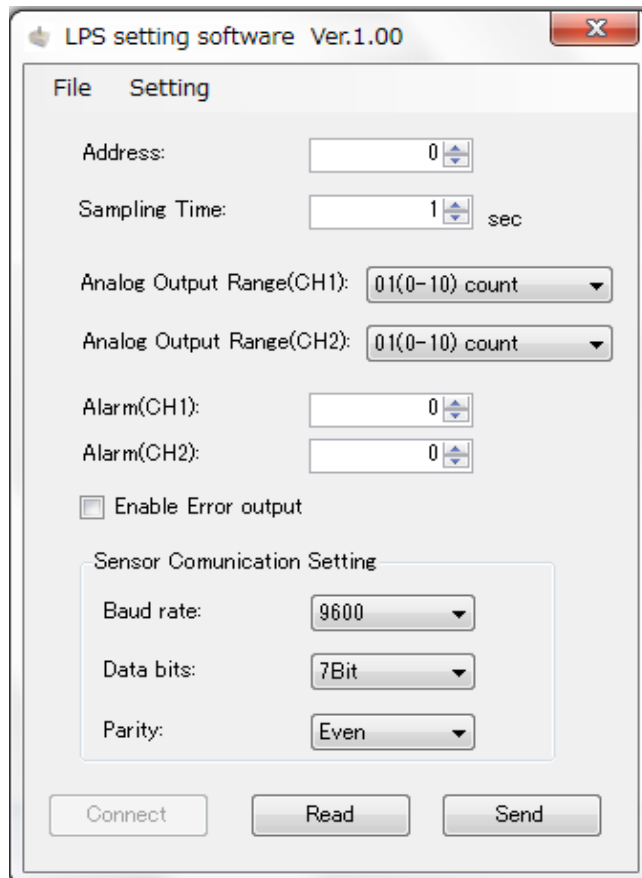 LPS setting software Ver.1.00
File Setting
Address: 0
Sampling Time: 1 sec
Analog Output Range(CH1): 01(0-10) count
Analog Output Range(CH2): 01(0-10) count
Alarm(CH1): 0
Alarm(CH2): 0
Enable Error output
Sensor Comunication Setting
Baud rate: 9600
Data bits: 7Bit
Parity: Even
Connect Read Send